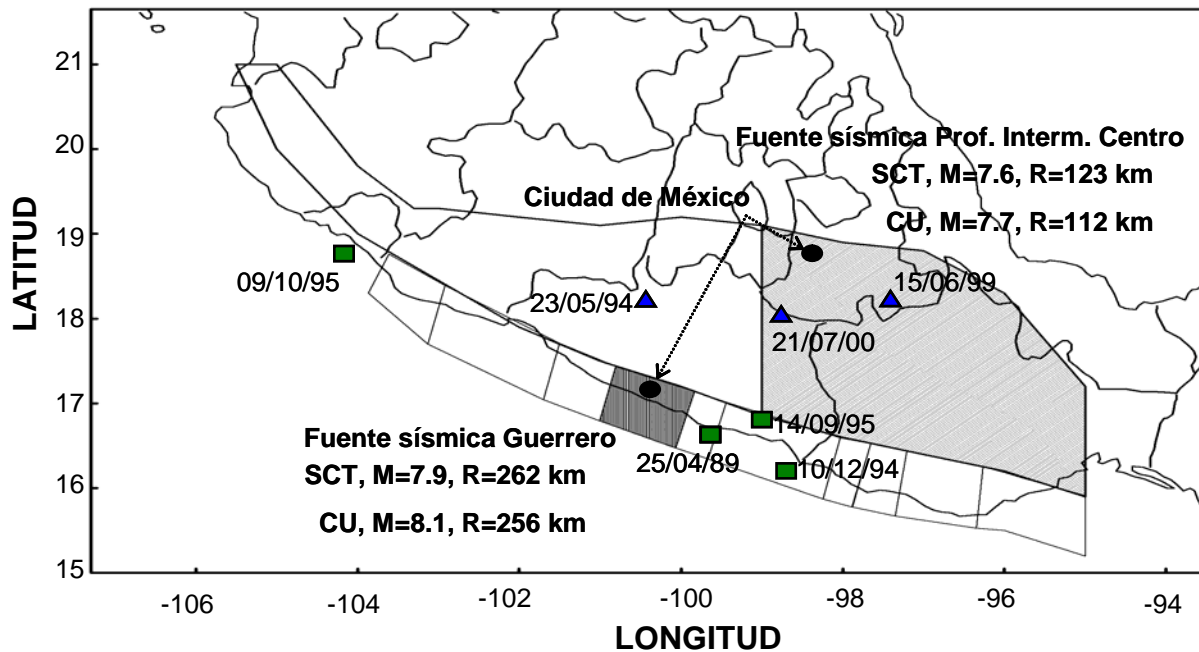 21
20
19
18
17
16
15
LATITUD
Fuente sísmica Prof. Interm. Centro
SCT, M=7.6, R=123 km
CU, M=7.7, R=112 km
Ciudad de México
09/10/95
23/05/94
15/06/99
21/07/00
14/09/95
25/04/89
10/12/94
Fuente sísmica Guerrero
SCT, M=7.9, R=262 km
CU, M=8.1, R=256 km
-106
-104
-102
-100
-98
-96
-94
LONGITUD